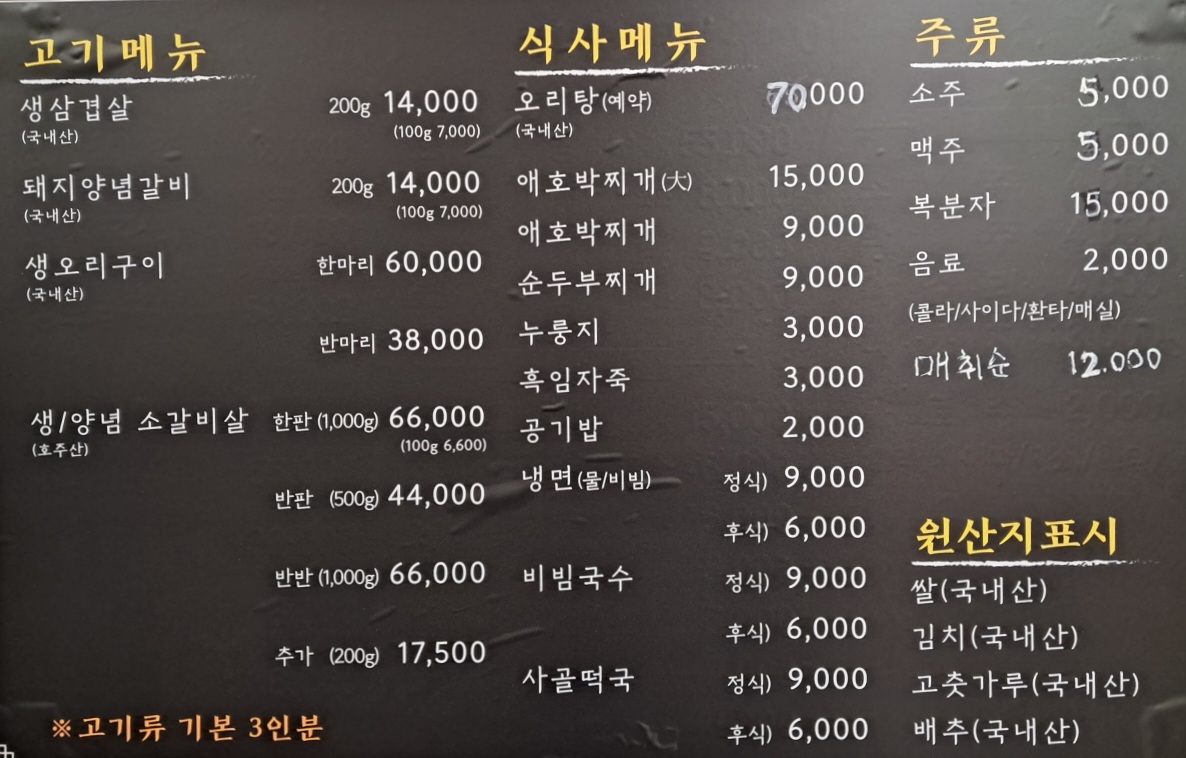 고기메뉴
생삼겹살 200g 14,000
(국내산) (100g 7,000)
돼지양념갈비 200g 14,000
(국내산) (100g 7,000)
생오리구이 한마리 60,000
(국내산)
반마리 38,000
생/양념 소갈비살 한판 (1,000g) 66,000
(호주산) (100g 6,600)
반판 (500g) 44,000
반반 (1,000g) 66,000
추가 (200g) 17,500
※고기류 기본 3인분
식사메뉴
오리탕(예약) 70,000
(국내산)
애호박찌개(大) 15,000
애호박찌개 9,000
순두부찌개 9,000
누룽지 3,000
흑임자죽 3,000
공기밥 2,000
냉면(물/비빔) 정식) 9,000
후식) 6,000
비빔국수 정식) 9,000
후식) 6,000
사골떡국 정식) 9,000
후식) 6,000
주류
소주 5,000
맥주 5,000
복분자 15,000
음료 2,000
(콜라/사이다/환타/매실)
매취순 12.000
원산지표시
쌀(국내산)
김치(국내산)
고춧가루(국내산)
배추(국내산)